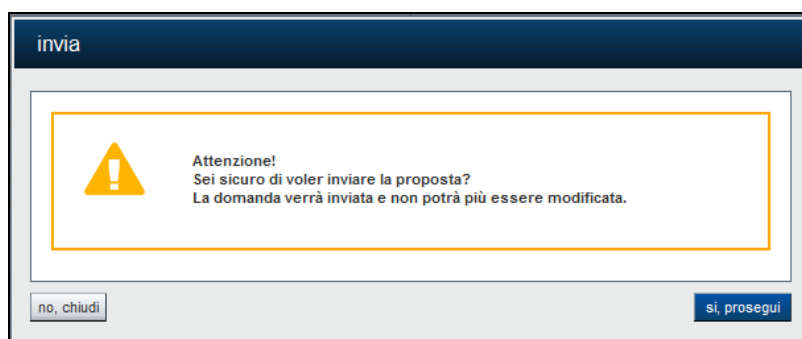 invia
Attenzione!
Sei sicuro di voler inviare la proposta?
La domanda verrà inviata e non potrà più essere modificata.
no, chiudi
si, prosegui